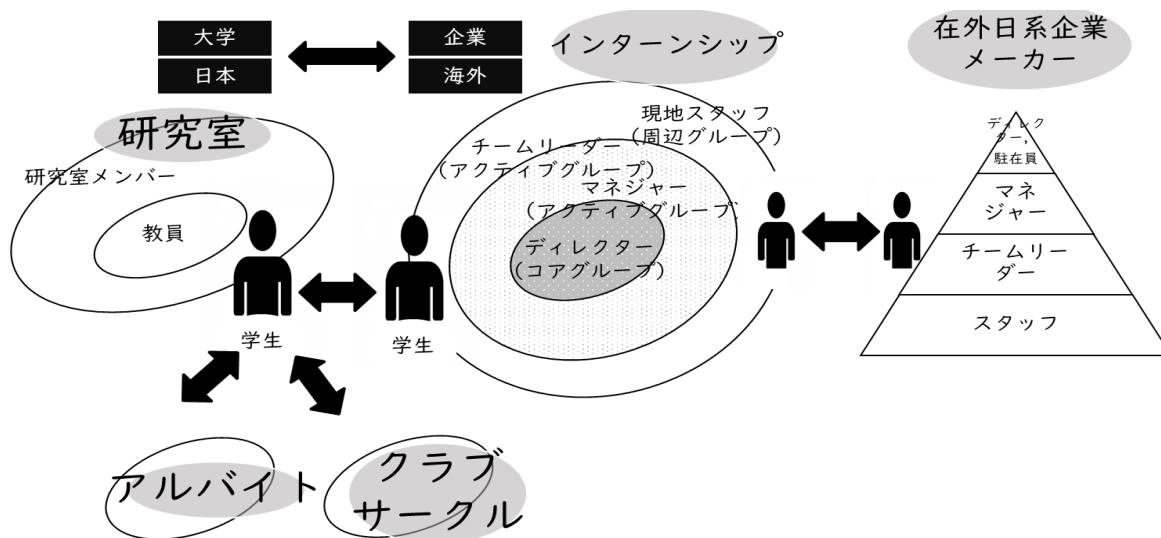 大学
日本
企業
海外
インターンシップ
在外日系企業
メーカー
研究室
研究室メンバー
教員
学生
学生
現地スタッフ
(周辺グループ)
チームリーダー
(アクティブグループ)
マネジャー
(アクティブグループ)
ディレクター
(コアグループ)
ディレク
ター,
駐在員
マネ
ジャー
チームリー
ダー
スタッフ
アルバイト
クラブ
サークル